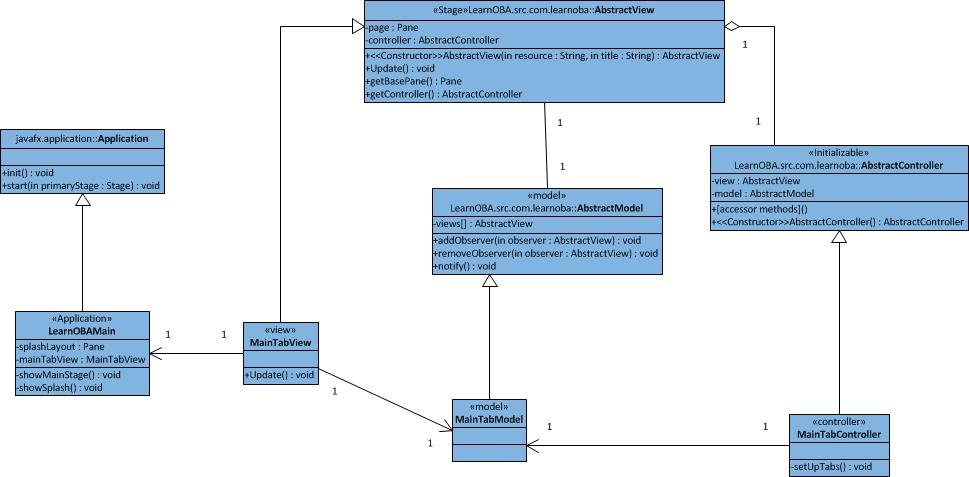 «Stage»LearnOBA.src.com.learnoba::AbstractView
-page : Pane
-controller : AbstractController
+<<Constructor>>AbstractView(in resource : String, in title : String) : AbstractView
+Update() : void
+getBasePane() : Pane
+getController() : AbstractController
1
1
1
1
javafx.application::Application
+init() : void
+start(in primaryStage : Stage) : void
«model»
LearnOBA.src.com.learnoba::AbstractModel
-views[] : AbstractView
+addObserver(in observer : AbstractView) : void
+removeObserver(in observer : AbstractView) : void
+notify() : void
«Initializable»
LearnOBA.src.com.learnoba::AbstractController
-view : AbstractView
-model : AbstractModel
+[accessor methods]()
+<<Constructor>>AbstractController() : AbstractController
«Application»
LearnOBAMain
-splashLayout : Pane
-mainTabView : MainTabView
-showMainStage() : void
-showSplash() : void
1
1
«view»
MainTabView
+Update() : void
1
1
«model»
MainTabModel
1
1
«controller»
MainTabController
-setUpTabs() : void